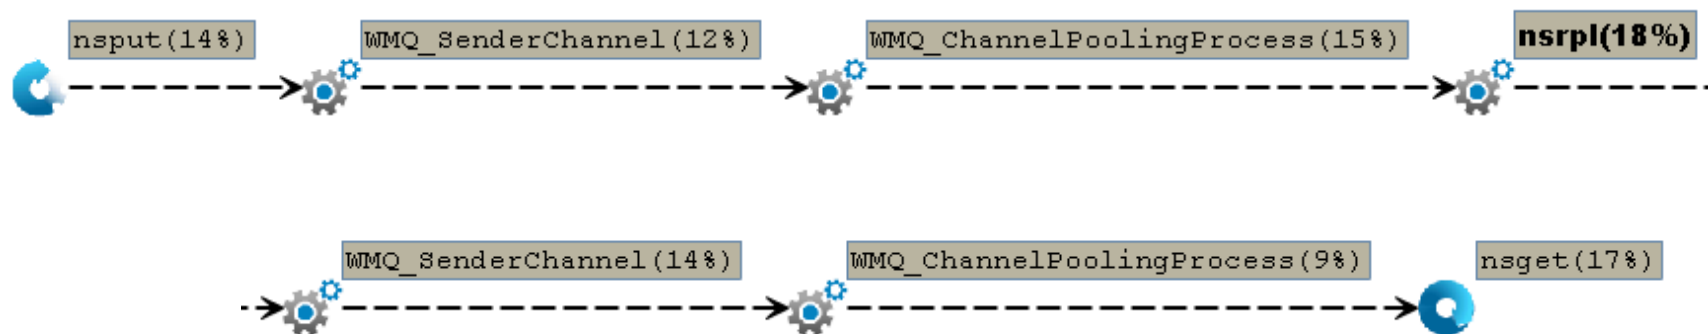 nsput(14%)
WMQ_SenderChannel(12%)
WMQ_ChannelPoolingProcess(15%)
nsrpl(18%)
WMQ_SenderChannel(14%)
WMQ_ChannelPoolingProcess(9%)
nsget(17%)